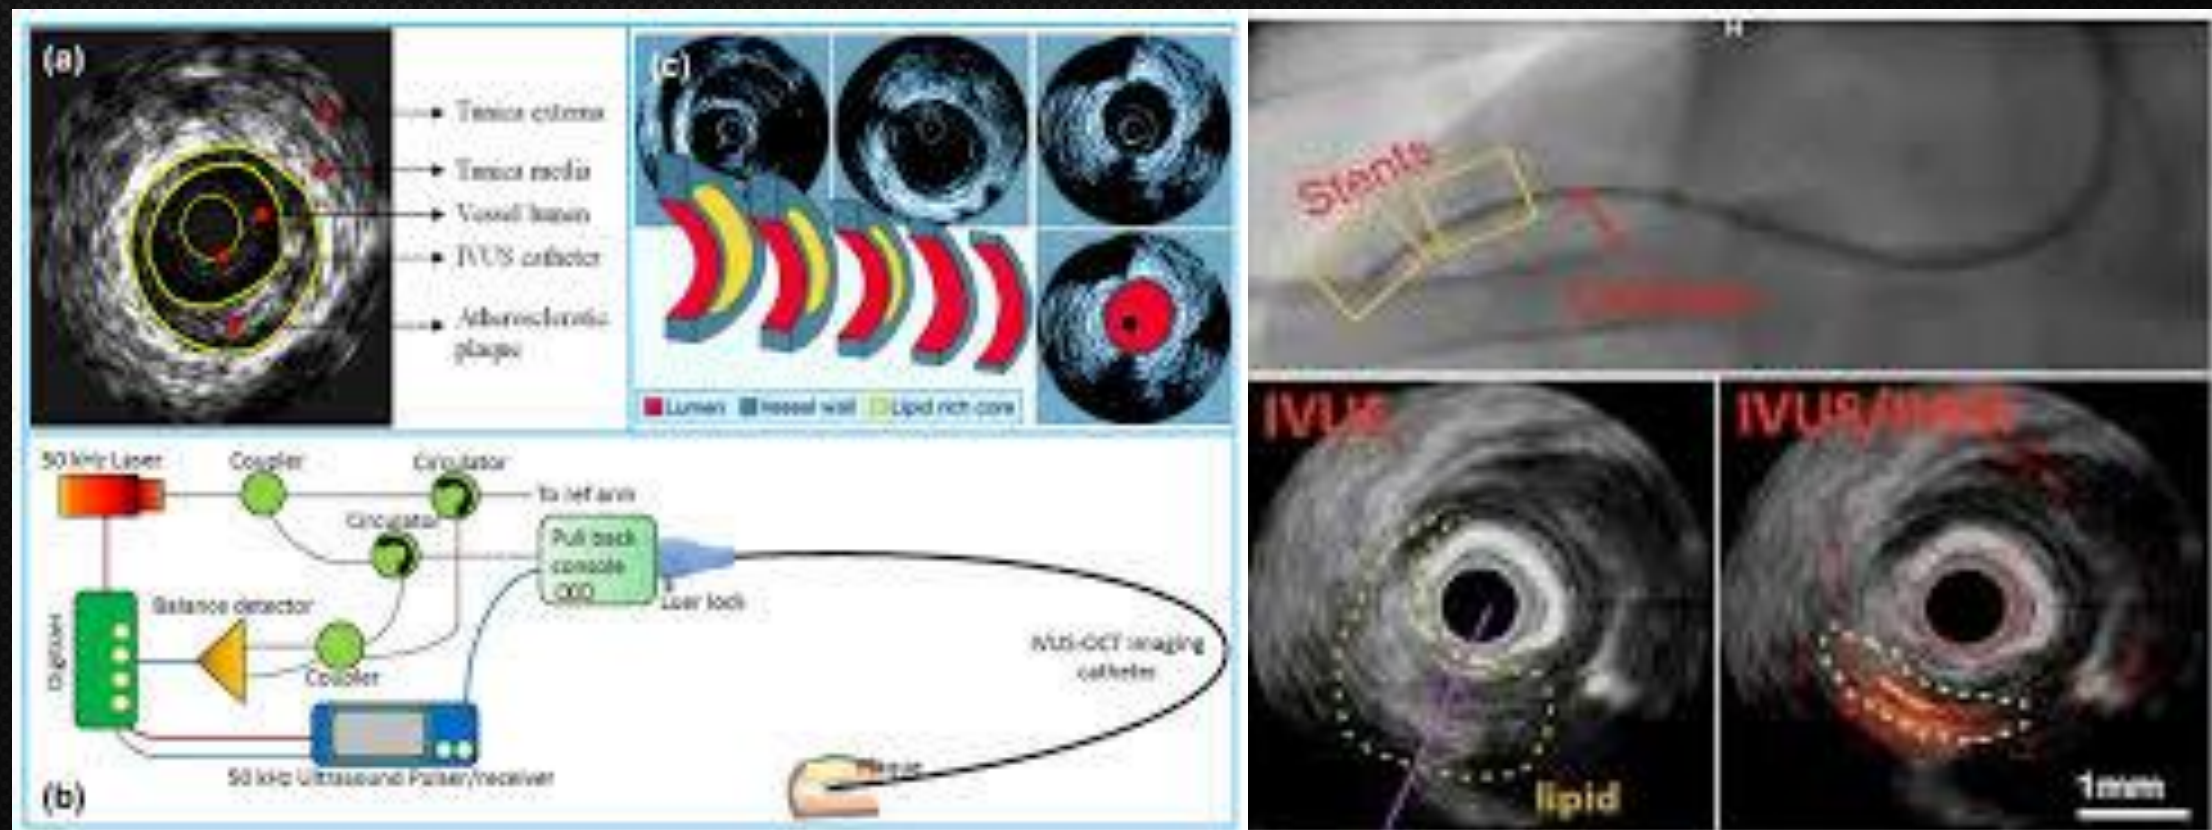 (a)
Tunica externa
Tunica media
Vessel lumen
IVUS catheter
Atherosclerotic
plaque
(c)
Lumen
Vessel wall
Lipid rich core
50 kHz Laser
Coupler
Circulator
To ref arm
Circulator
Pull back
console
Luer lock
Digitizer
Balance detector
Coupler
IVUS-OCT imaging
catheter
50 kHz Ultrasound Pulser/receiver
(b)
Stents
IVUS
lipid
1mm